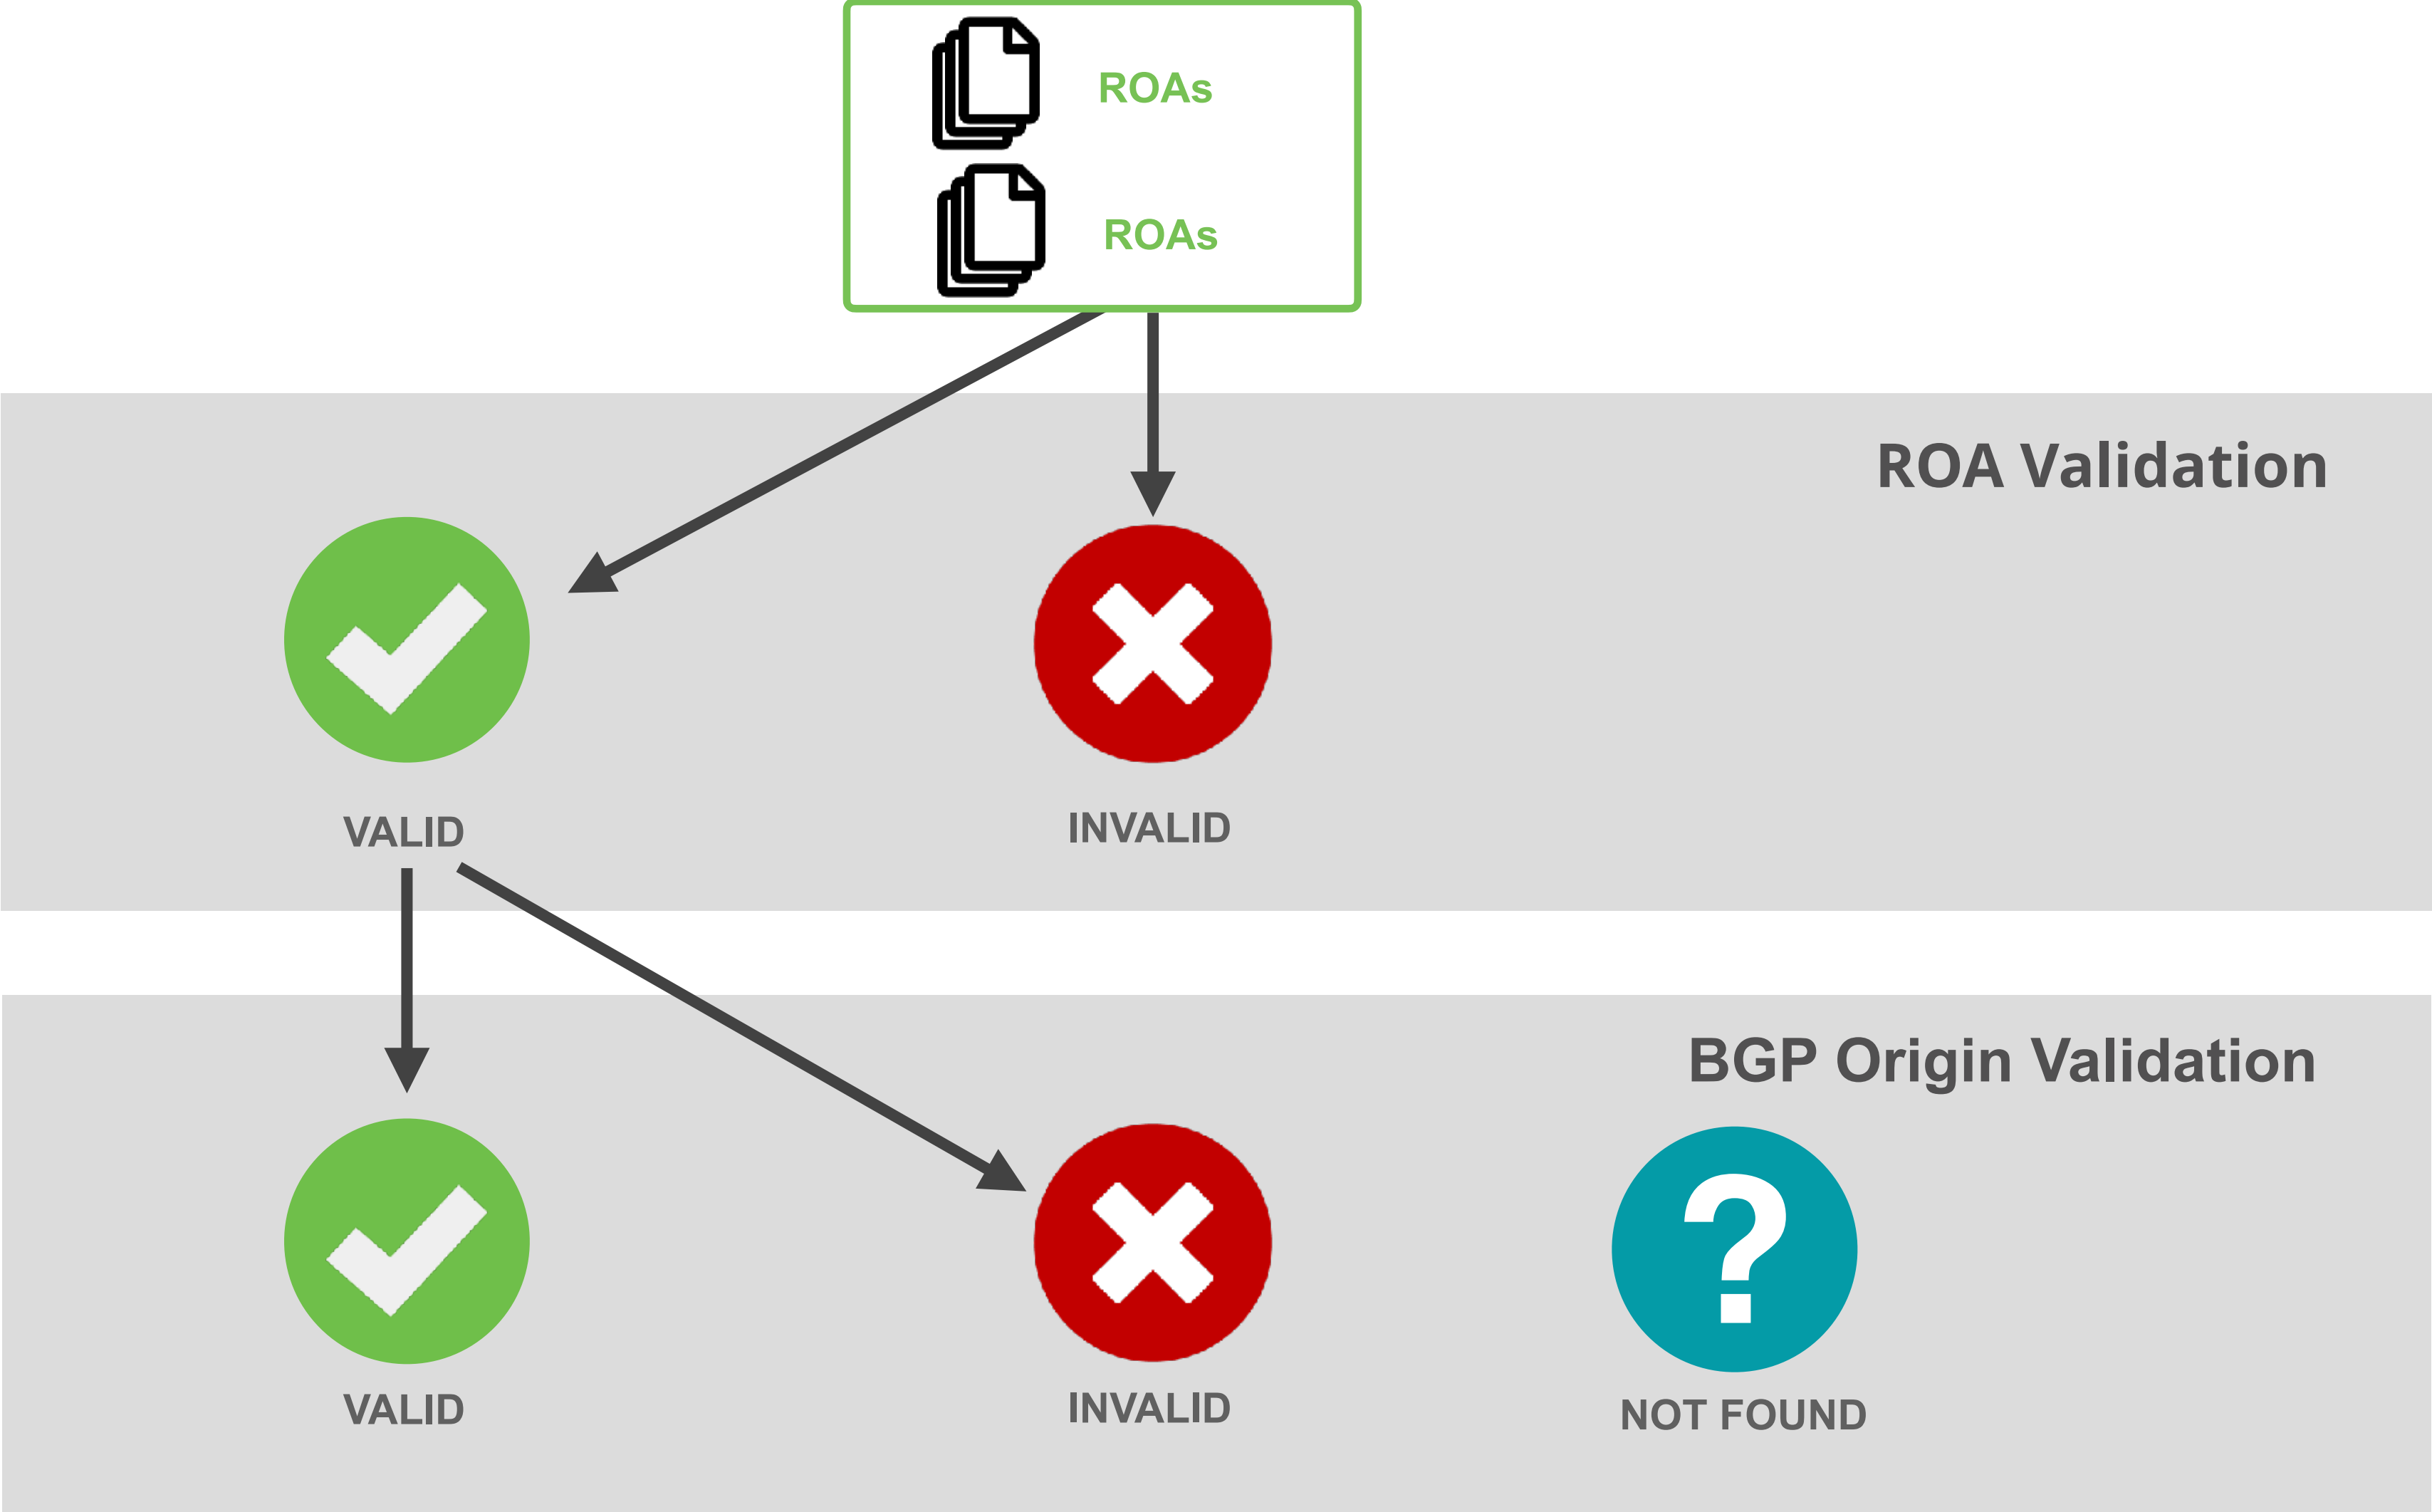 ROAs
ROAs
ROA Validation
VALID
INVALID
BGP Origin Validation
VALID
INVALID
NOT FOUND